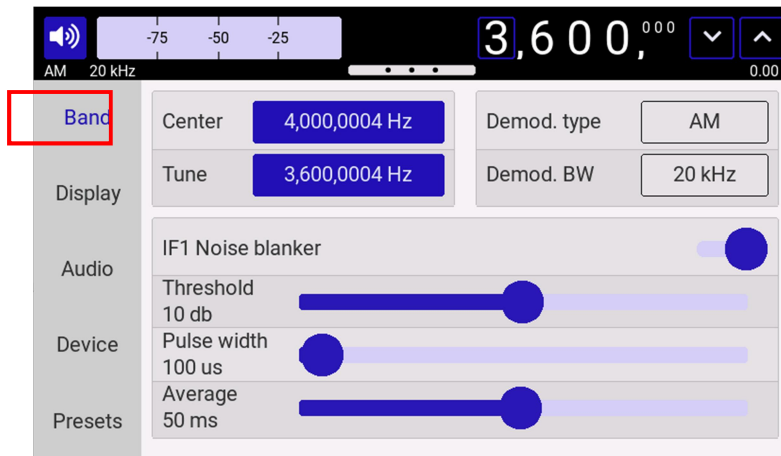 -75 -50 -25
3,600,000
AM 20 kHz
0.00
Band
Display
Audio
Device
Presets
Center 4,000,0004 Hz
Tune 3,600,0004 Hz
Demod. type AM
Demod. BW 20 kHz
IF1 Noise blanker
Threshold
10 db
Pulse width
100 us
Average
50 ms